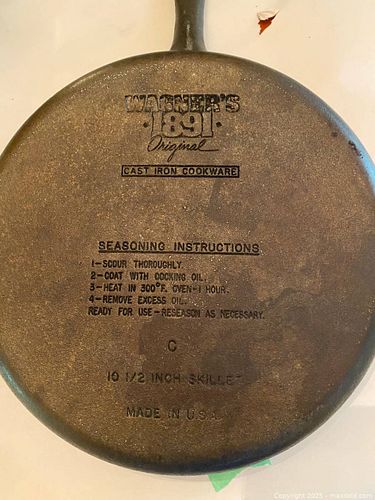 WAGNER'S
·1891·
Original
CAST IRON COOKWARE
SEASONING INSTRUCTIONS
1-SCOUR THOROUGHLY
2-COAT WITH COOKING OIL.
3-HEAT IN 300°F. OVEN-1 HOUR.
4-REMOVE EXCESS OIL.
READY FOR USE-RESEASON AS NECESSARY.
C
10 1/2 INCH SKILLET
MADE IN U.S.A.
Copyright 2025 - maxsold.com